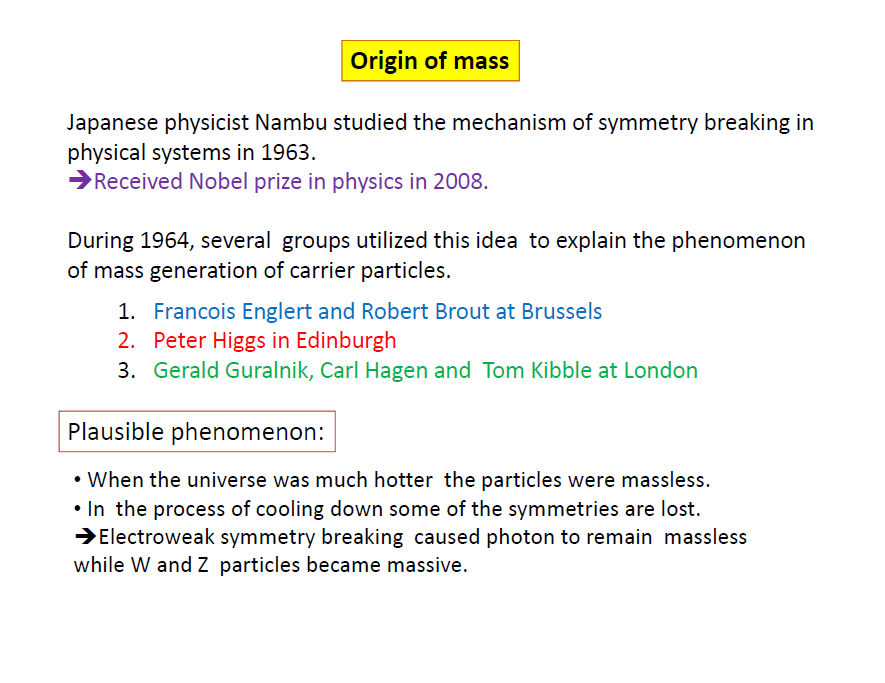 Origin of mass
Japanese physicist Nambu studied the mechanism of symmetry breaking in
physical systems in 1963.
➔Received Nobel prize in physics in 2008.
During 1964, several groups utilized this idea to explain the phenomenon
of mass generation of carrier particles.
1. Francois Englert and Robert Brout at Brussels
2. Peter Higgs in Edinburgh
3. Gerald Guralnik, Carl Hagen and Tom Kibble at London
Plausible phenomenon:
• When the universe was much hotter the particles were massless.
• In the process of cooling down some of the symmetries are lost.
➔Electroweak symmetry breaking caused photon to remain massless
while W and Z particles became massive.